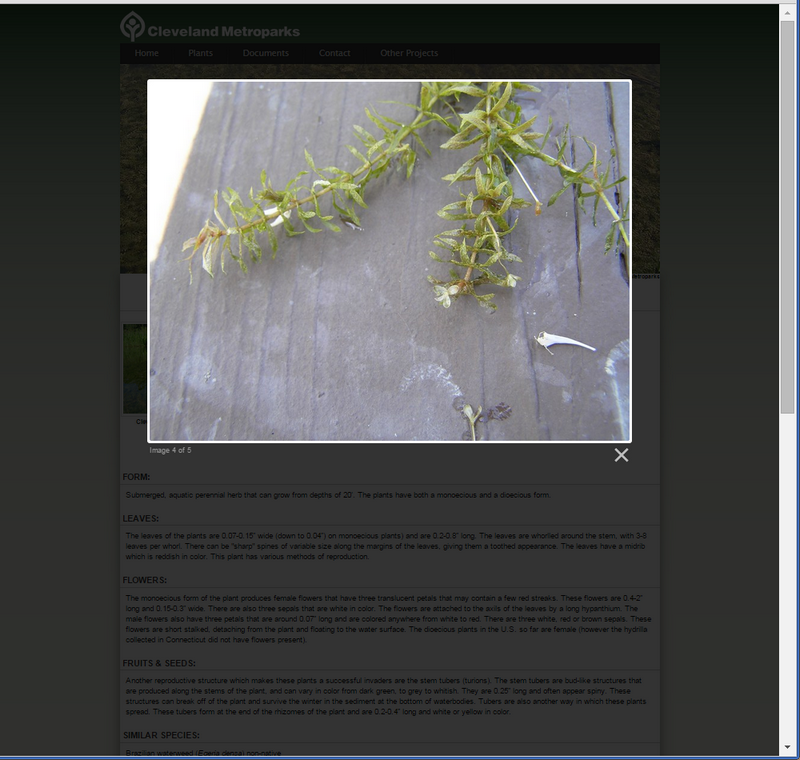 Cleveland Metroparks
Home Plants Documents Contact Other Projects
Image 4 of 5
FORM:
Submerged, aquatic perennial herb that can grow from depths of 20'. The plants have both a monoecious and a dioecious form.
LEAVES:
The leaves of the plants are 0.07-0.15" wide (down to 0.04") on monoecious plants) and are 0.2-0.8" long. The leaves are whorled around the stem, with 3-8
leaves per whorl. There can be "sharp" spines of variable size along the margins of the leaves, giving them a toothed appearance. The leaves have a midrib
which is reddish in color. This plant has various methods of reproduction.
FLOWERS:
The monoecious form of the plant produces female flowers that have three translucent petals that may contain a few red streaks. These flowers are 0.4-2"
long and 0.15-0.3" wide. There are also three sepals that are white in color. The flowers are attached to the axils of the leaves by a long hypanthium. The
male flowers also have three petals that are around 0.07" long and are colored anywhere from white to red. There are three white, red or brown sepals. These
flowers are short stalked, detaching from the plant and floating to the water surface. The dioecious plants in the U.S. so far are female (however the hydrilla
collected in Connecticut did not have flowers present).
FRUITS & SEEDS:
Another reproductive structure which makes these plants a successful invaders are the stem tubers (turions). The stem tubers are bud-like structures that
are produced along the stems of the plant, and can vary in color from dark green, to grey to whitish. They are 0.25" long and often appear spiny. These
structures can break off of the plant and survive the winter in the sediment at the bottom of waterbodies. Tubers are also another way in which these plants
spread. These tubers form at the end of the rhizomes of the plant and are 0.2-0.4" long and white or yellow in color.
SIMILAR SPECIES:
Brazilian waterweed (Egeria densa) non-native